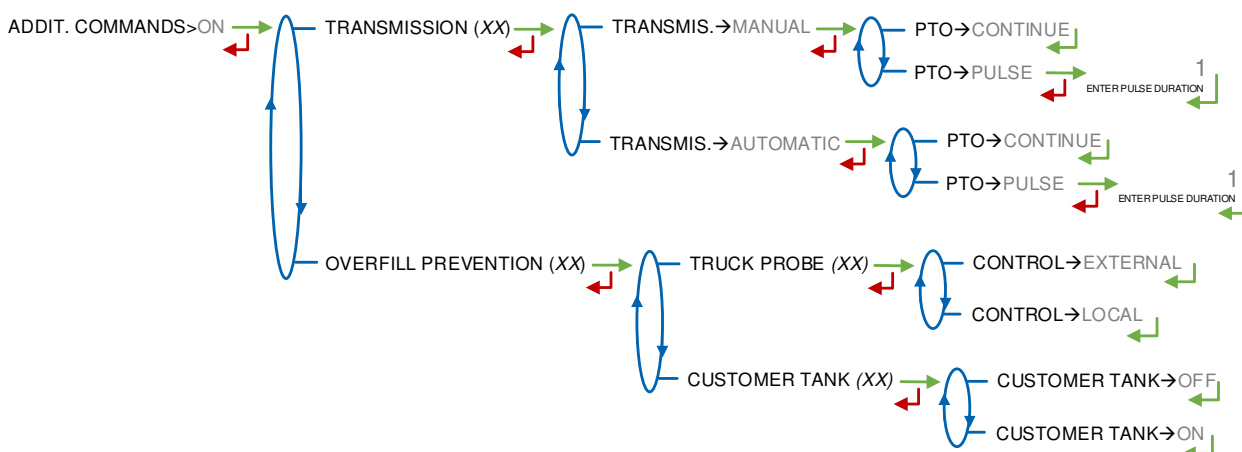 ADDIT. COMMANDS>ON
TRANSMISSION (XX)
TRANSMIS.→MANUAL
PTO→CONTINUE
PTO→PULSE
1
ENTER PULSE DURATION
TRANSMIS.→AUTOMATIC
PTO→CONTINUE
PTO→PULSE
1
ENTER PULSE DURATION
OVERFILL PREVENTION (XX)
TRUCK PROBE (XX)
CONTROL→EXTERNAL
CONTROL→LOCAL
CUSTOMER TANK (XX)
CUSTOMER TANK→OFF
CUSTOMER TANK→ON